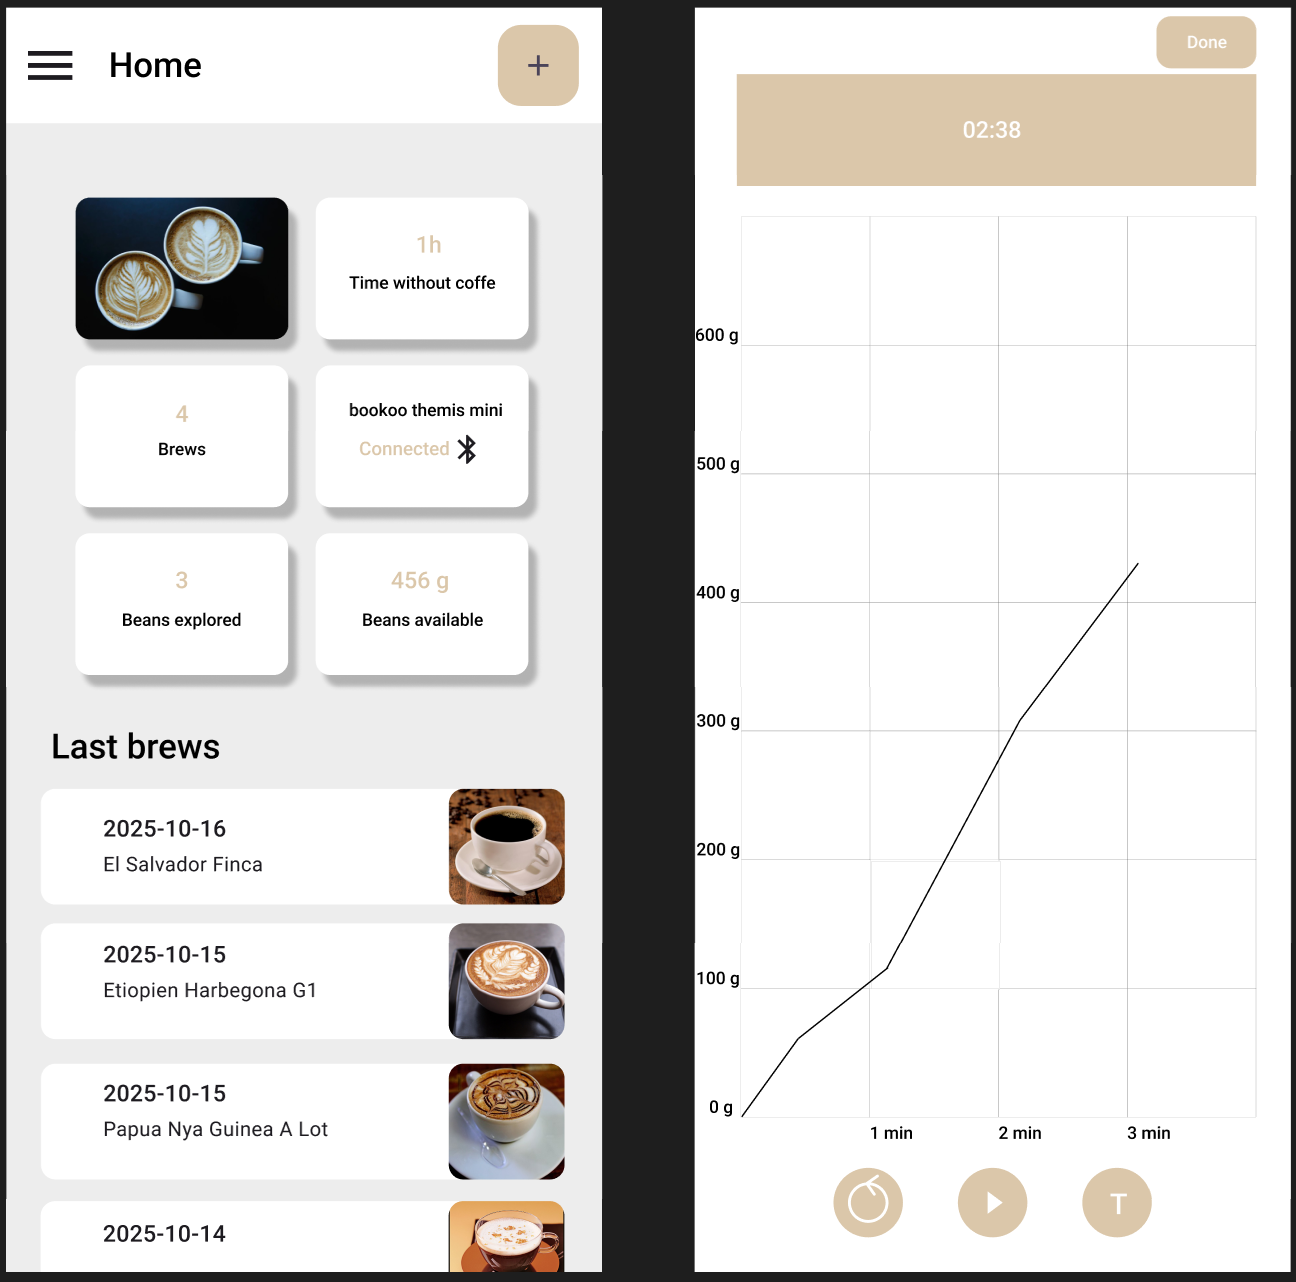 Home
+
1h
Time without coffe
4
Brews
bookoo themis mini
Connected
3
Beans explored
456 g
Beans available
Last brews
2025-10-16
El Salvador Finca
2025-10-15
Etiopien Harbegona G1
2025-10-15
Papua Nya Guinea A Lot
2025-10-14
Done
02:38
600 g
500 g
400 g
300 g
200 g
100 g
0 g
1 min 2 min 3 min
T